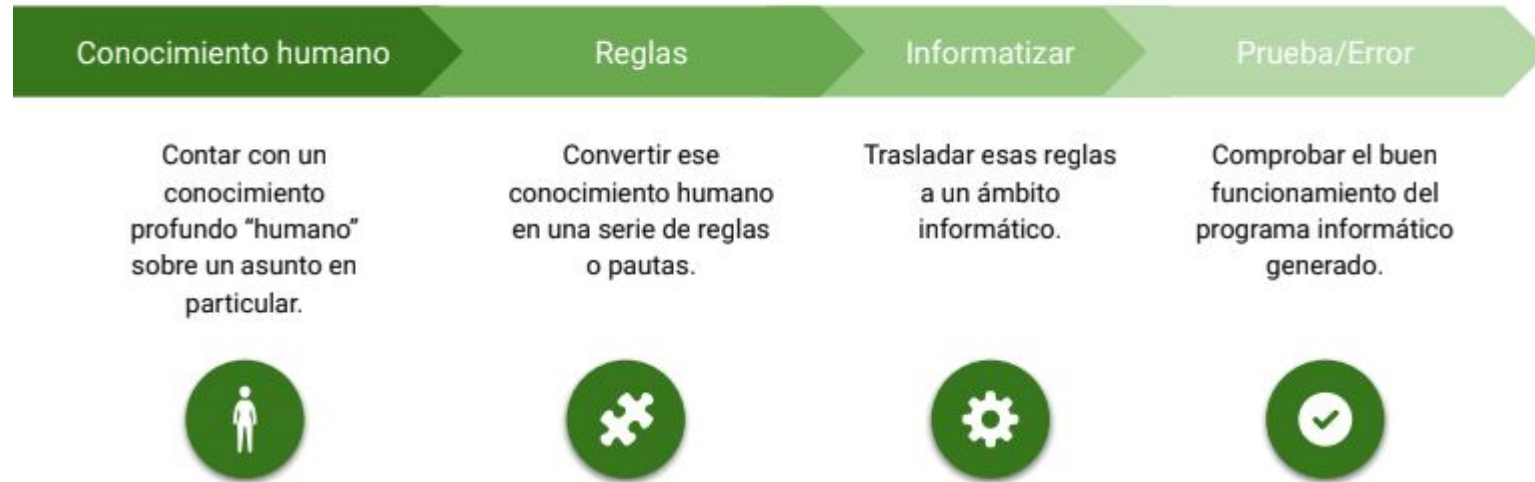 Conocimiento humano
Reglas
Informatizar
Prueba/Error
Contar con un
conocimiento
profundo “humano”
sobre un asunto en
particular.
Convertir ese
conocimiento humano
en una serie de reglas
o pautas.
Trasladar esas reglas
a un ámbito
informático.
Comprobar el buen
funcionamiento del
programa informático
generado.